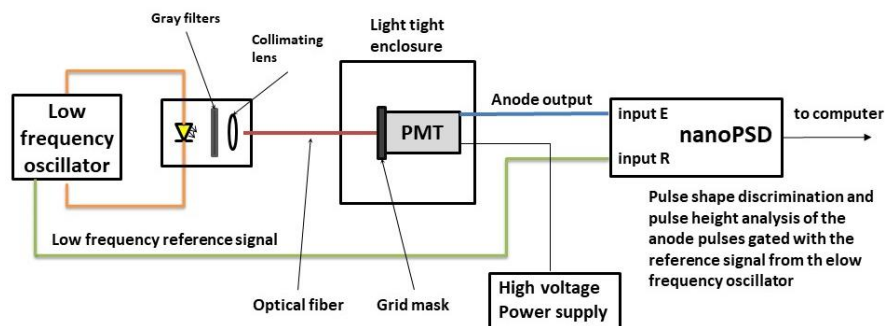 Gray filters
Collimating
lens
Light tight
enclosure
Low
frequency
oscillator
PMT
Anode output
input E
nanoPSD
input R
to computer
Low frequency reference signal
Optical fiber
Grid mask
High voltage
Power supply
Pulse shape discrimination and
pulse height analysis of the
anode pulses gated with the
reference signal from th elow
frequency oscillator